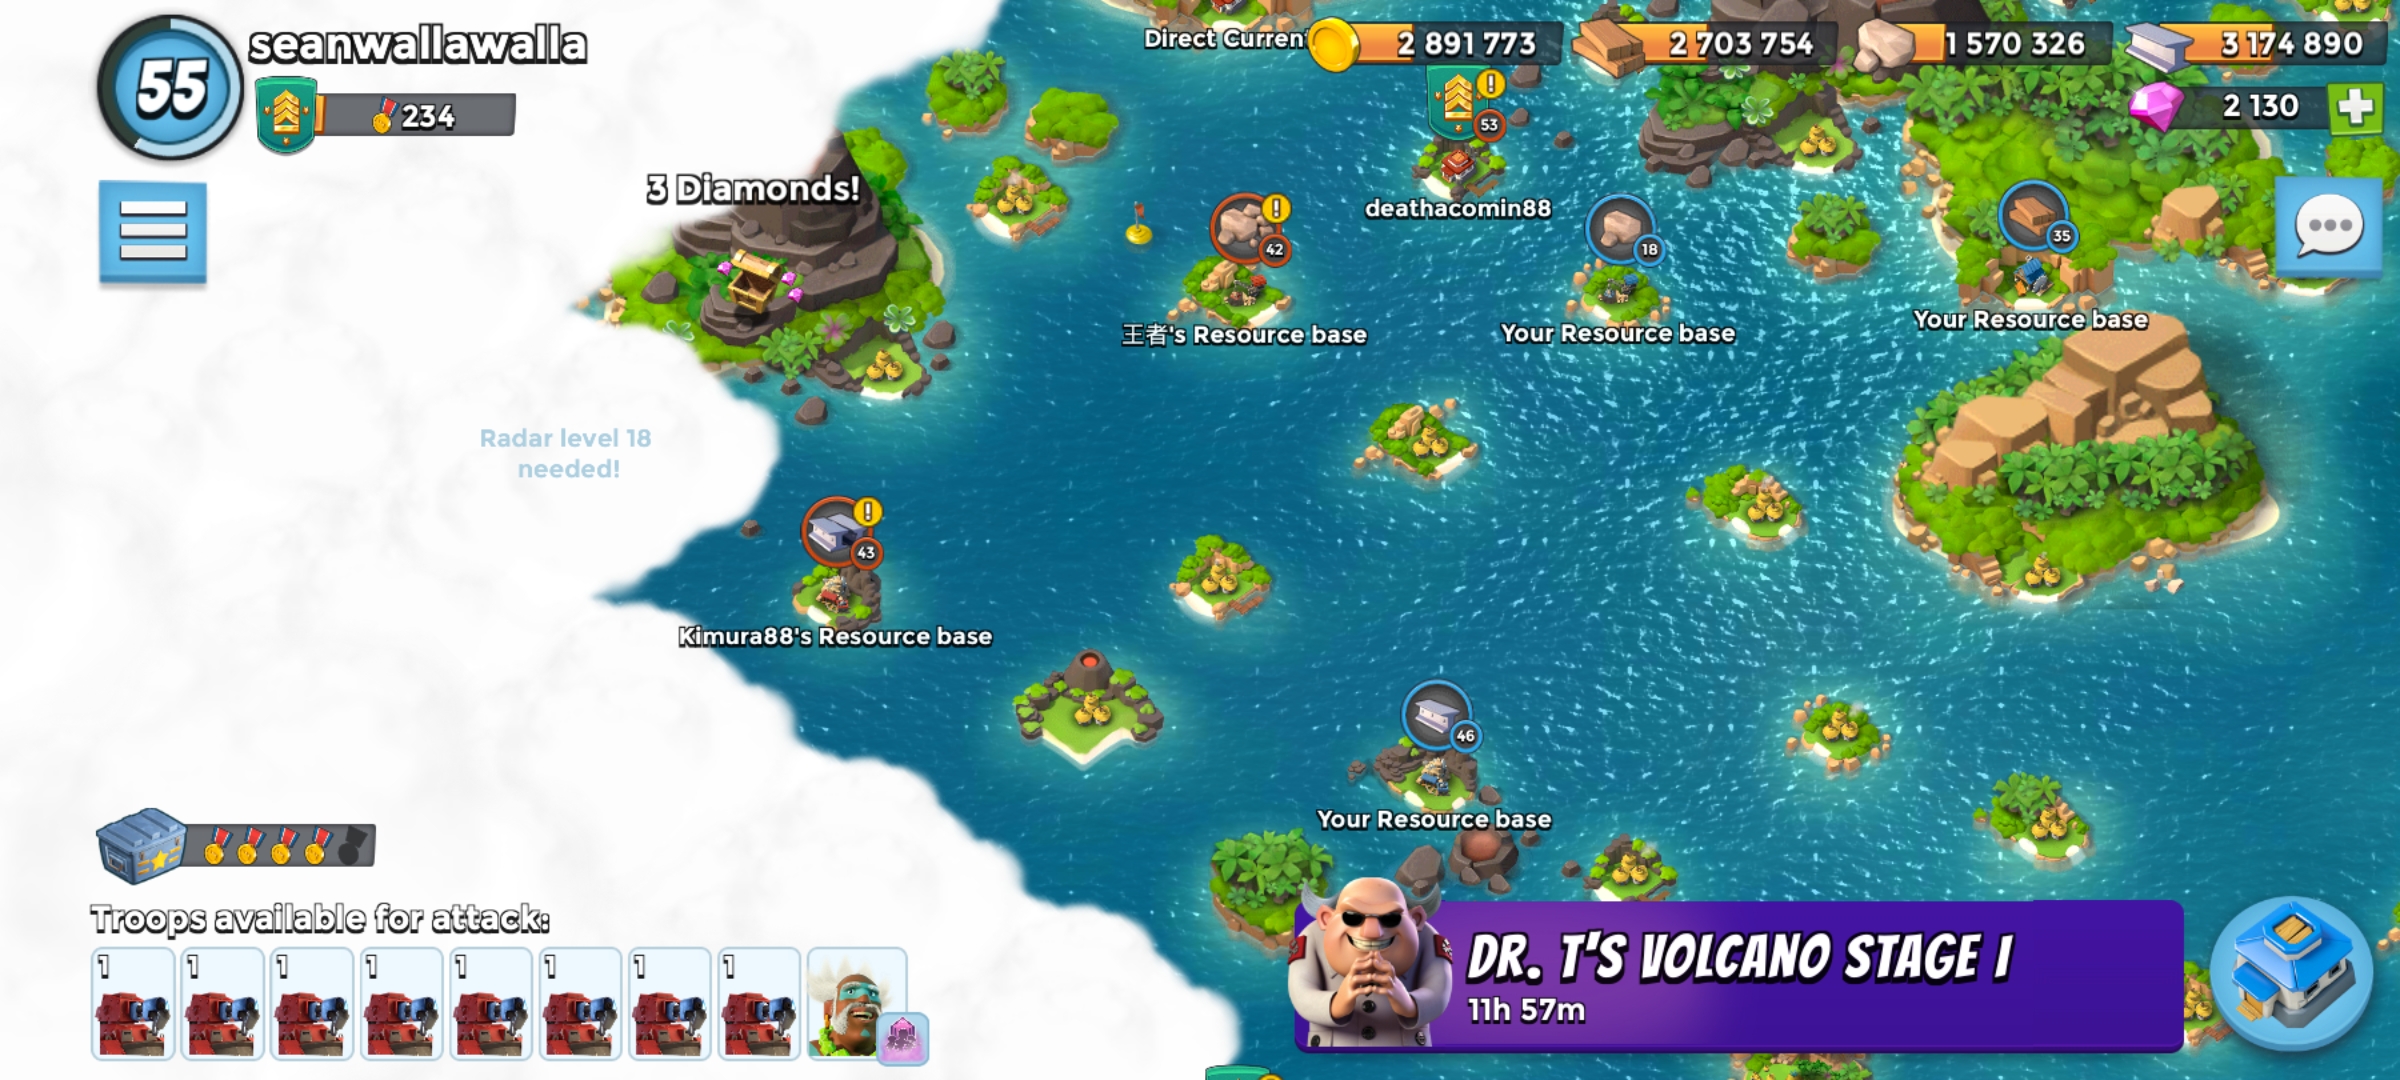 55
seanwallawalla
234
Direct Current
2 891 773
2 703 754
1 570 326
3 174 890
2 130
53
3 Diamonds!
deathacomin88
42
王者's Resource base
18
Your Resource base
35
Your Resource base
Radar level 18
needed!
43
Kimura88's Resource base
46
Your Resource base
Troops available for attack:
1 1 1 1 1 1 1 1
DR. T'S VOLCANO STAGE I
11h 57m